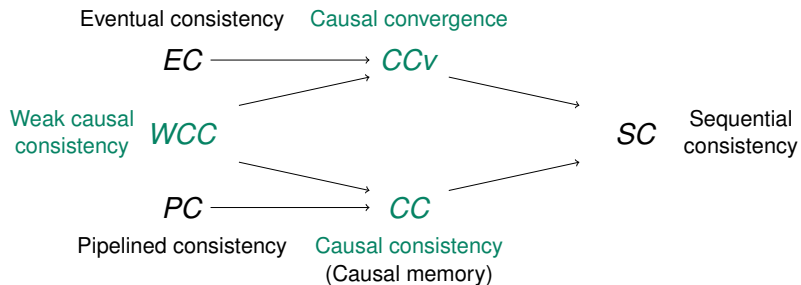 Eventual consistency
Causal convergence
EC
CCv
Weak causal
consistency
WCC
SC
Sequential
consistency
PC
CC
Pipelined consistency
Causal consistency
(Causal memory)